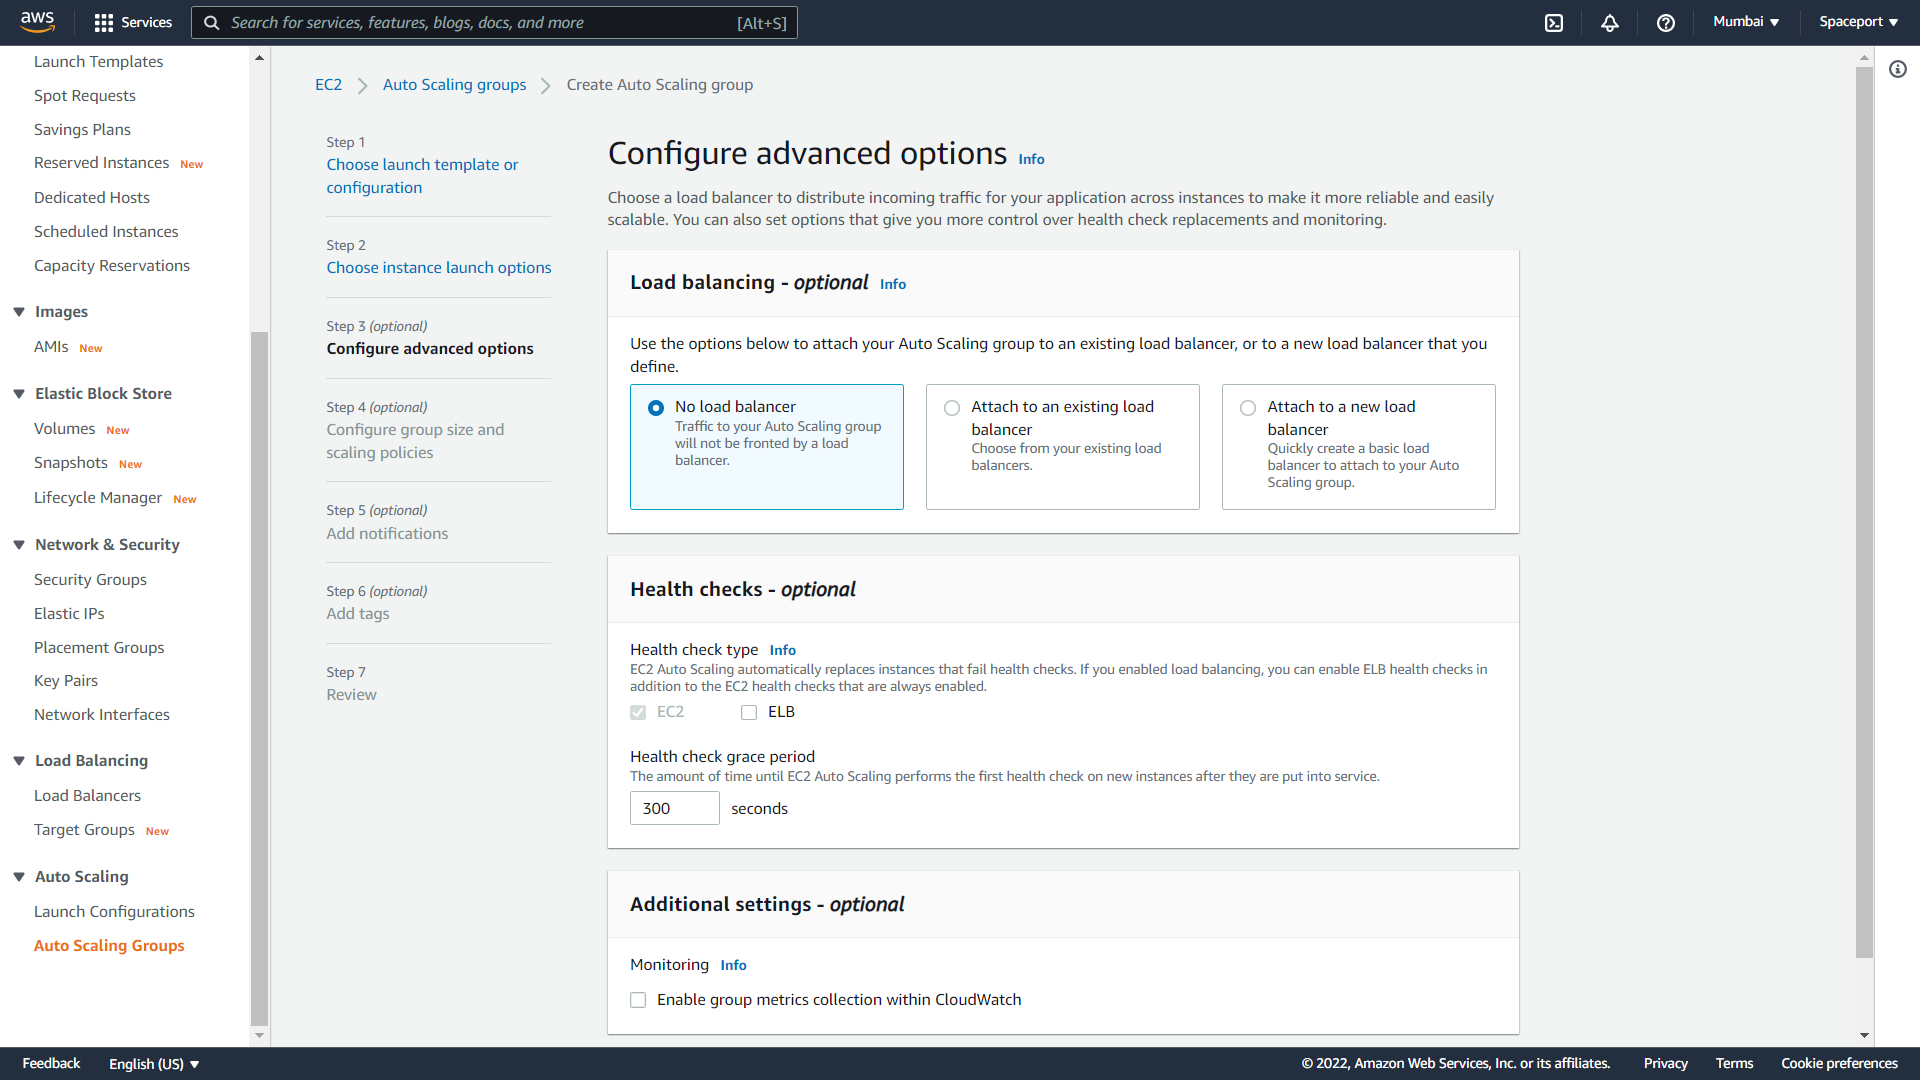 aws
Services
Search for services, features, blogs, docs, and more
[Alt+S]
Mumbai
Spaceport
Launch Templates
Spot Requests
Savings Plans
Reserved Instances New
Dedicated Hosts
Scheduled Instances
Capacity Reservations
Images
AMIs New
Elastic Block Store
Volumes New
Snapshots New
Lifecycle Manager New
Network & Security
Security Groups
Elastic IPs
Placement Groups
Key Pairs
Network Interfaces
Load Balancing
Load Balancers
Target Groups New
Auto Scaling
Launch Configurations
Auto Scaling Groups
EC2
Auto Scaling groups
Create Auto Scaling group
Step 1
Choose launch template or
configuration
Step 2
Choose instance launch options
Step 3 (optional)
Configure advanced options
Step 4 (optional)
Configure group size and
scaling policies
Step 5 (optional)
Add notifications
Step 6 (optional)
Add tags
Step 7
Review
Configure advanced options Info
Choose a load balancer to distribute incoming traffic for your application across instances to make it more reliable and easily
scalable. You can also set options that give you more control over health check replacements and monitoring.
Load balancing - optional Info
Use the options below to attach your Auto Scaling group to an existing load balancer, or to a new load balancer that you
define.
No load balancer
Traffic to your Auto Scaling group
will not be fronted by a load
balancer.
Attach to an existing load
balancer
Choose from your existing load
balancers.
Attach to a new load
balancer
Quickly create a basic load
balancer to attach to your Auto
Scaling group.
Health checks - optional
Health check type Info
EC2 Auto Scaling automatically replaces instances that fail health checks. If you enabled load balancing, you can enable ELB health checks in
addition to the EC2 health checks that are always enabled.
EC2
ELB
Health check grace period
The amount of time until EC2 Auto Scaling performs the first health check on new instances after they are put into service.
300 seconds
Additional settings - optional
Monitoring Info
Enable group metrics collection within CloudWatch
Feedback
English (US)
© 2022, Amazon Web Services, Inc. or its affiliates.
Privacy
Terms
Cookie preferences